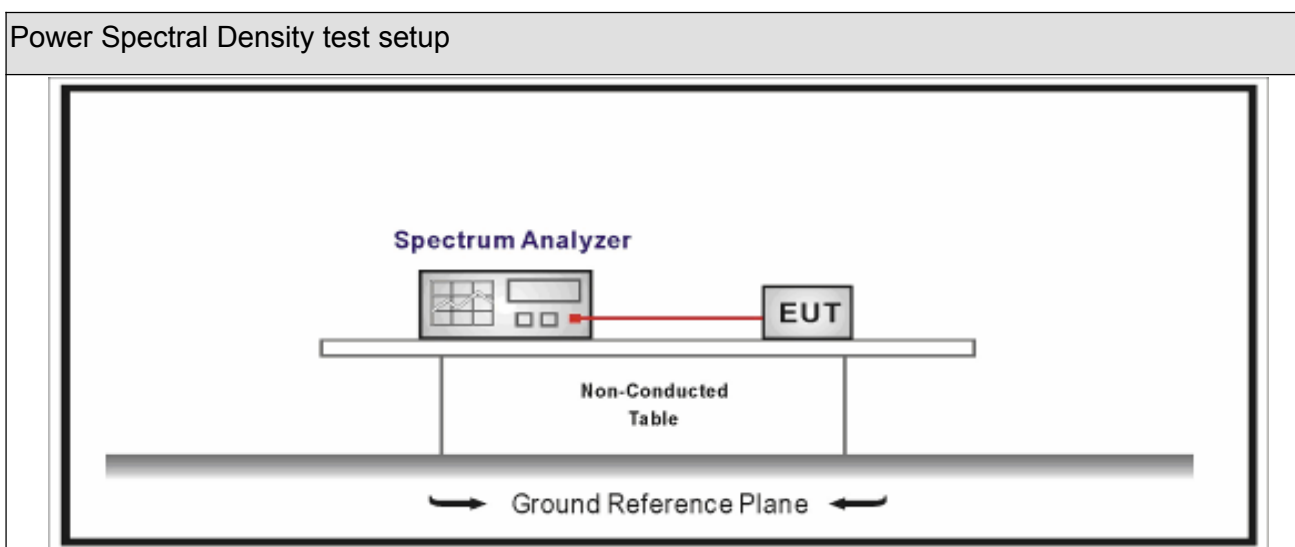 Power Spectral Density test setup
Spectrum Analyzer
EUT
Non-Conducted
Table
Ground Reference Plane